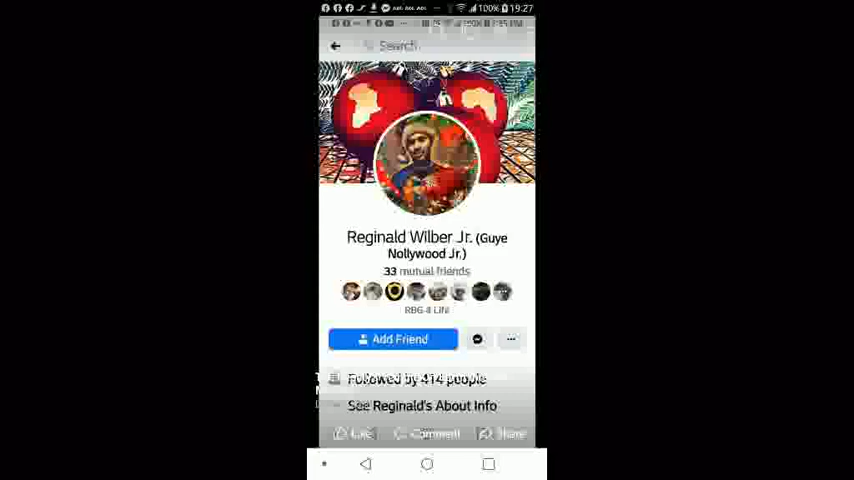 100% 19:27
Search
Reginald Wilber Jr. (Guye
Nollywood Jr.)
33 mutual friends
RBG 4 Life
Add Friend
Followed by 414 people
See Reginald's About Info
Like Comment Share